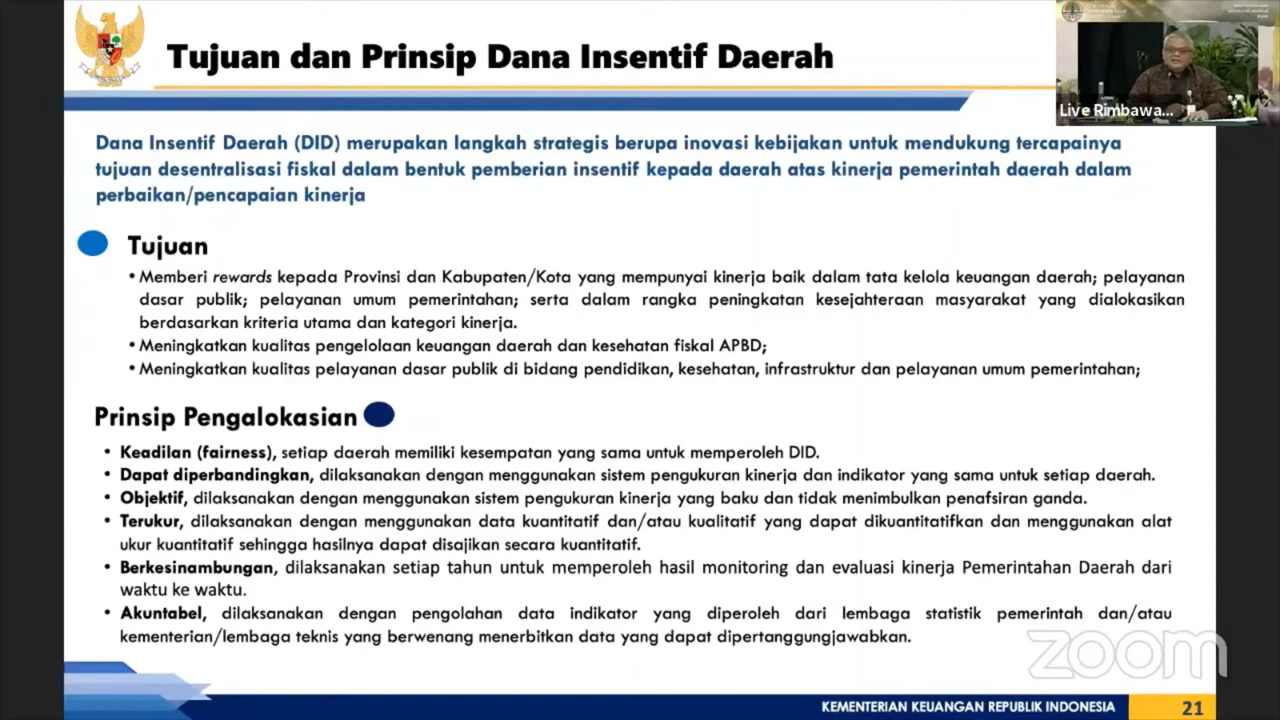 Tujuan dan Prinsip Dana Insentif Daerah
Live Rimbawa...
Dana Insentif Daerah (DID) merupakan langkah strategis berupa inovasi kebijakan untuk mendukung tercapainya
tujuan desentralisasi fiskal dalam bentuk pemberian insentif kepada daerah atas kinerja pemerintah daerah dalam
perbaikan/pencapaian kinerja
Tujuan
• Memberi rewards kepada Provinsi dan Kabupaten/Kota yang mempunyai kinerja baik dalam tata kelola keuangan daerah; pelayanan
dasar publik; pelayanan umum pemerintahan; serta dalam rangka peningkatan kesejahteraan masyarakat yang dialokasikan
berdasarkan kriteria utama dan kategori kinerja.
• Meningkatkan kualitas pengelolaan keuangan daerah dan kesehatan fiskal APBD;
• Meningkatkan kualitas pelayanan dasar publik di bidang pendidikan, kesehatan, infrastruktur dan pelayanan umum pemerintahan;
Prinsip Pengalokasian
• Keadilan (fairness), setiap daerah memiliki kesempatan yang sama untuk memperoleh DID.
• Dapat diperbandingkan, dilaksanakan dengan menggunakan sistem pengukuran kinerja dan indikator yang sama untuk setiap daerah.
• Objektif, dilaksanakan dengan menggunakan sistem pengukuran kinerja yang baku dan tidak menimbulkan penafsiran ganda.
• Terukur, dilaksanakan dengan menggunakan data kuantitatif dan/atau kualitatif yang dapat dikuantitatifkan dan menggunakan alat
ukur kuantitatif sehingga hasilnya dapat disajikan secara kuantitatif.
• Berkesinambungan, dilaksanakan setiap tahun untuk memperoleh hasil monitoring dan evaluasi kinerja Pemerintahan Daerah dari
waktu ke waktu.
• Akuntabel, dilaksanakan dengan pengolahan data indikator yang diperoleh dari lembaga statistik pemerintah dan/atau
kementerian/lembaga teknis yang berwenang menerbitkan data yang dapat dipertanggungjawabkan.
zoom
KEMENTERIAN KEUANGAN REPUBLIK INDONESIA
21